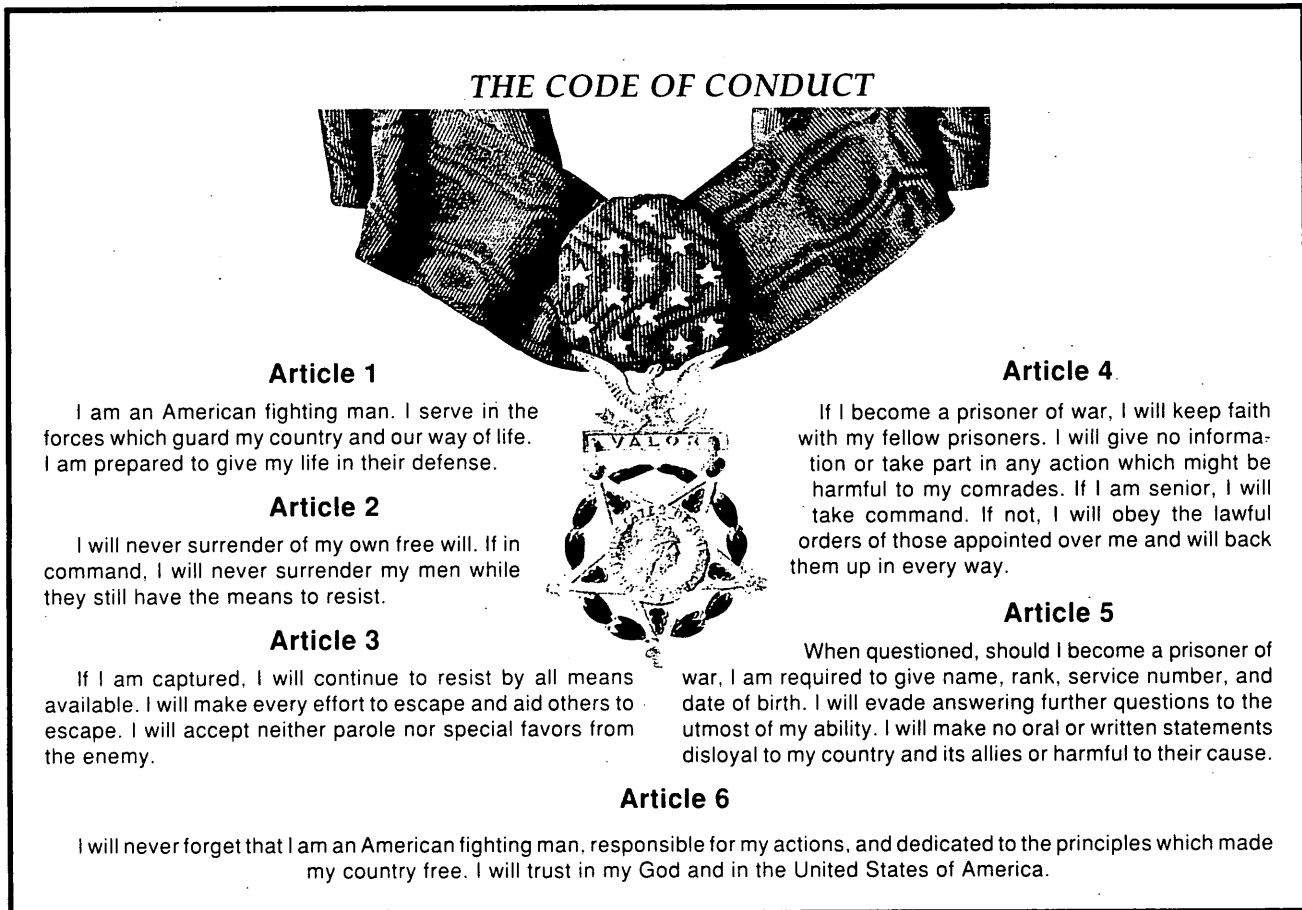 THE CODE OF CONDUCT
Article 1
I am an American fighting man. I serve in the
forces which guard my country and our way of life.
I am prepared to give my life in their defense.
Article 2
I will never surrender of my own free will. If in
command, I will never surrender my men while
they still have the means to resist.
Article 3
If I am captured, I will continue to resist by all means
available. I will make every effort to escape and aid others to
escape. I will accept neither parole nor special favors from
the enemy.
VALOR
Article 4
If I become a prisoner of war, I will keep faith
with my fellow prisoners. I will give no informa-
tion or take part in any action which might be
harmful to my comrades. If I am senior, I will
take command. If not, I will obey the lawful
orders of those appointed over me and will back
them up in every way.
Article 5
When questioned, should I become a prisoner of
war, I am required to give name, rank, service number, and
date of birth. I will evade answering further questions to the
utmost of my ability. I will make no oral or written statements
disloyal to my country and its allies or harmful to their cause.
Article 6
I will never forget that I am an American fighting man, responsible for my actions, and dedicated to the principles which made
my country free. I will trust in my God and in the United States of America.